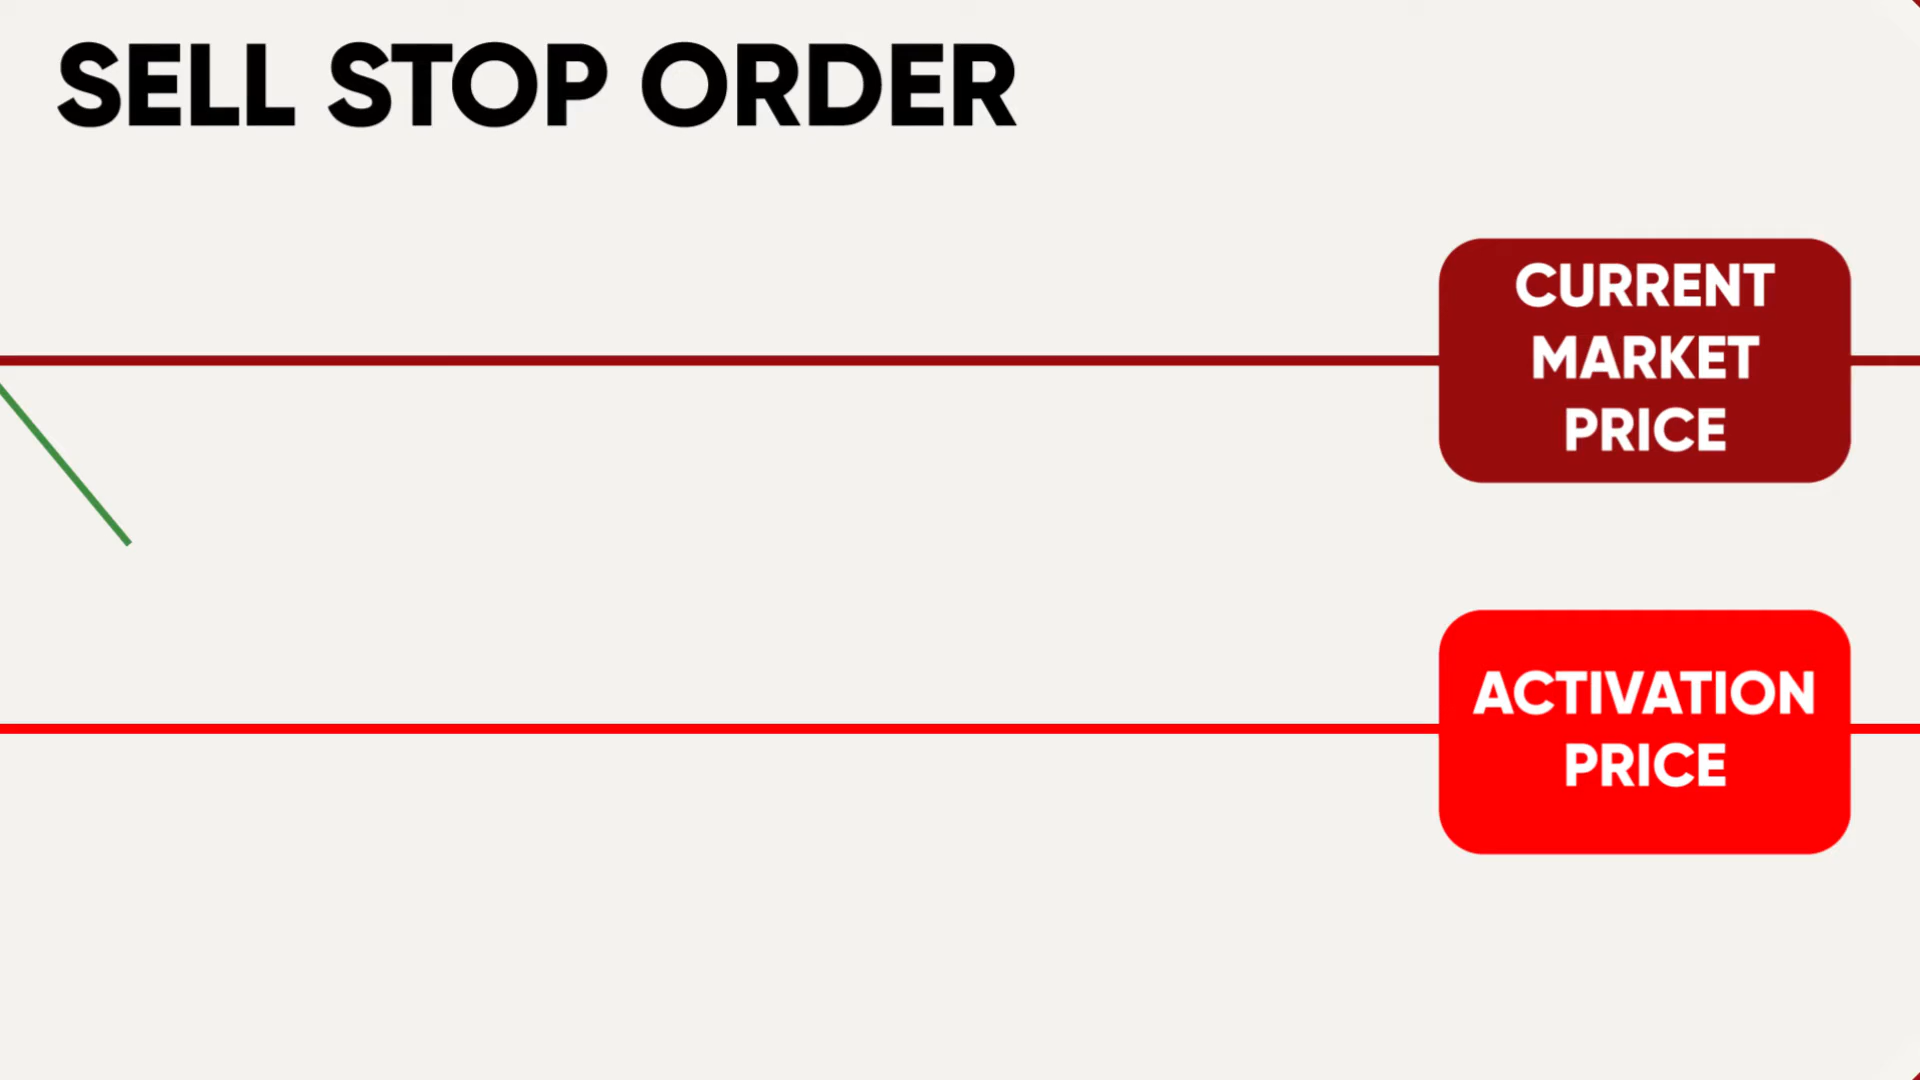 SELL STOP ORDER
CURRENT
MARKET
PRICE
ACTIVATION
PRICE